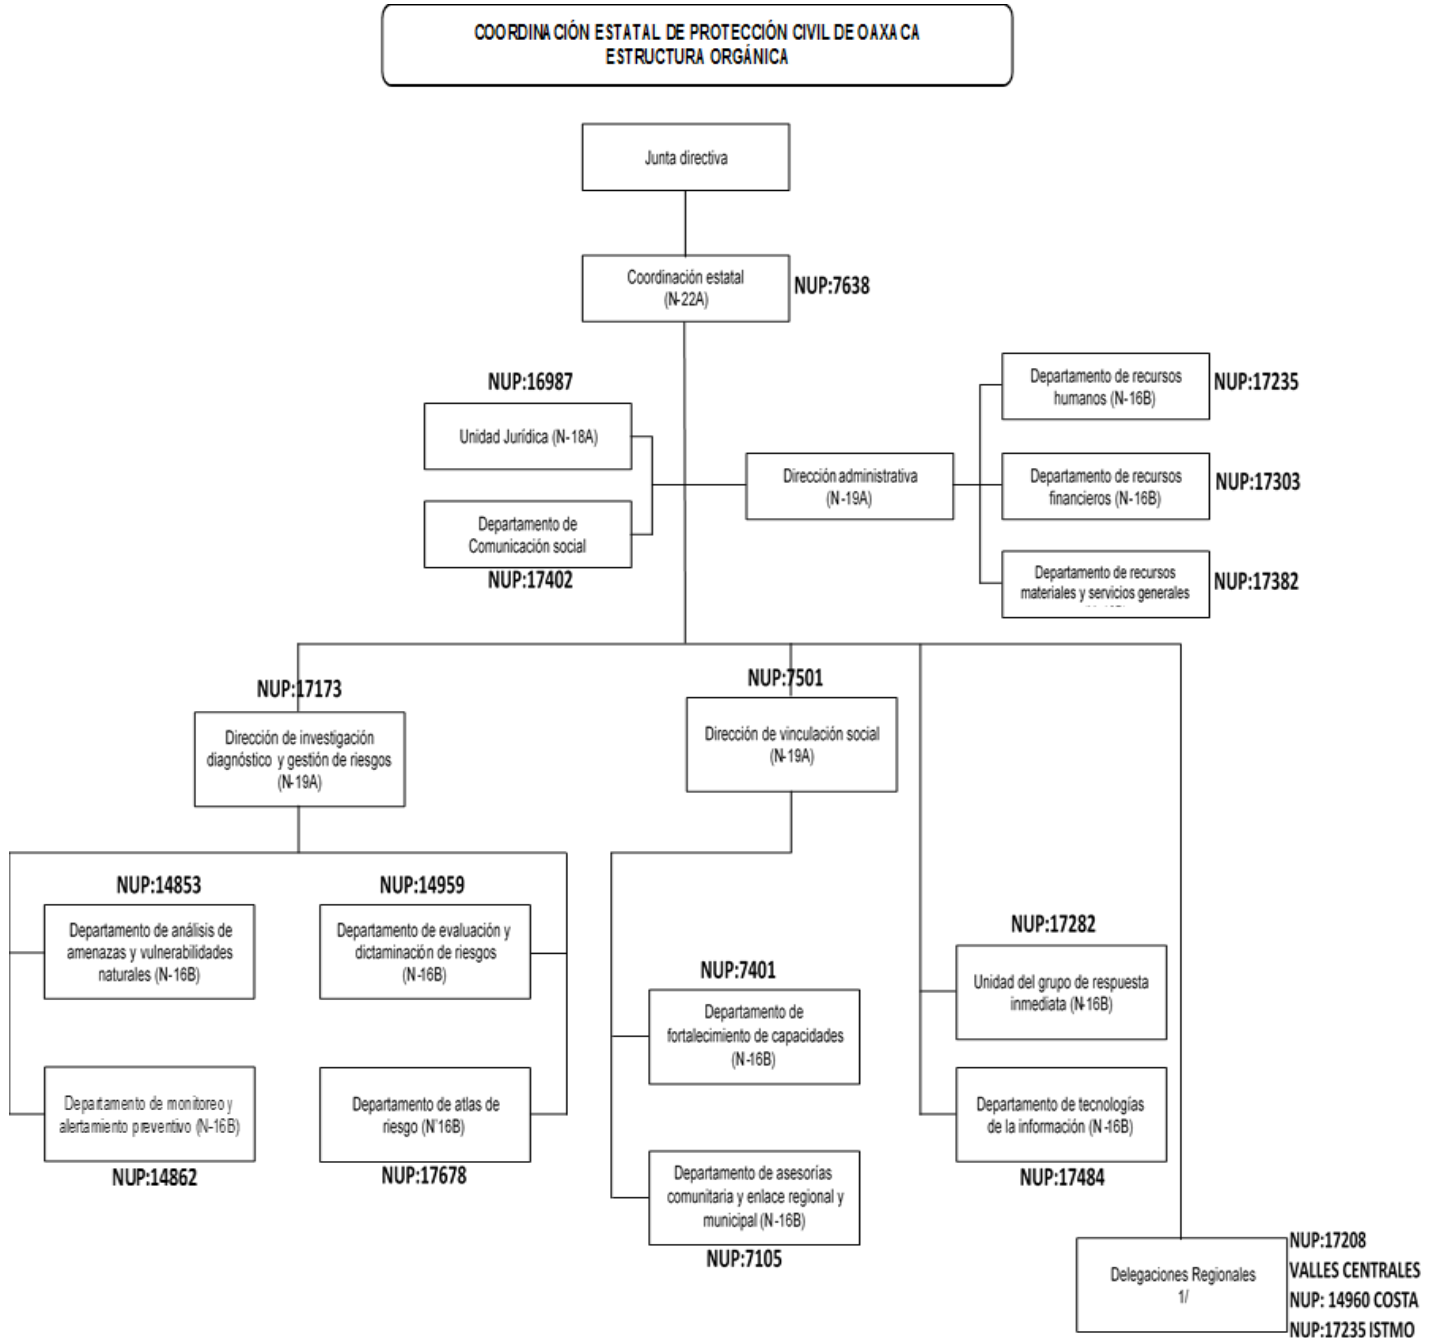 COORDINACIÓN ESTATAL DE PROTECCIÓN CIVIL DE OAXACA
ESTRUCTURA ORGÁNICA
Junta directiva
Coordinación estatal
(N-22A)
NUP:7638
NUP:16987
Unidad Jurídica (N-18A)
Departamento de
Comunicación social
NUP:17402
Dirección administrativa
(N-19A)
Departamento de recursos
humanos (N-16B)
NUP:17235
Departamento de recursos
financieros (N-16B)
NUP:17303
Departamento de recursos
materiales y servicios generales
NUP:17382
NUP:17173
Dirección de investigación
diagnóstico y gestión de riesgos
(N-19A)
NUP:7501
Dirección de vinculación social
(N-19A)
NUP:14853
Departamento de análisis de
amenazas y vulnerabilidades
naturales (N-16B)
NUP:14959
Departamento de evaluación y
dictaminación de riesgos
(N-16B)
Departamento de monitoreo y
alertamiento preventivo (N-16B)
NUP:14862
Departamento de atlas de
riesgo (N'16B)
NUP:17678
NUP:7401
Departamento de
fortalecimiento de capacidades
(N-16B)
Departamento de asesorías
comunitaria y enlace regional y
municipal (N-16B)
NUP:7105
NUP:17282
Unidad del grupo de respuesta
inmediata (N-16B)
Departamento de tecnologías
de la información (N-16B)
NUP:17484
Delegaciones Regionales
1/
NUP:17208
VALLES CENTRALES
NUP: 14960 COSTA
NUP:17235 ISTMO